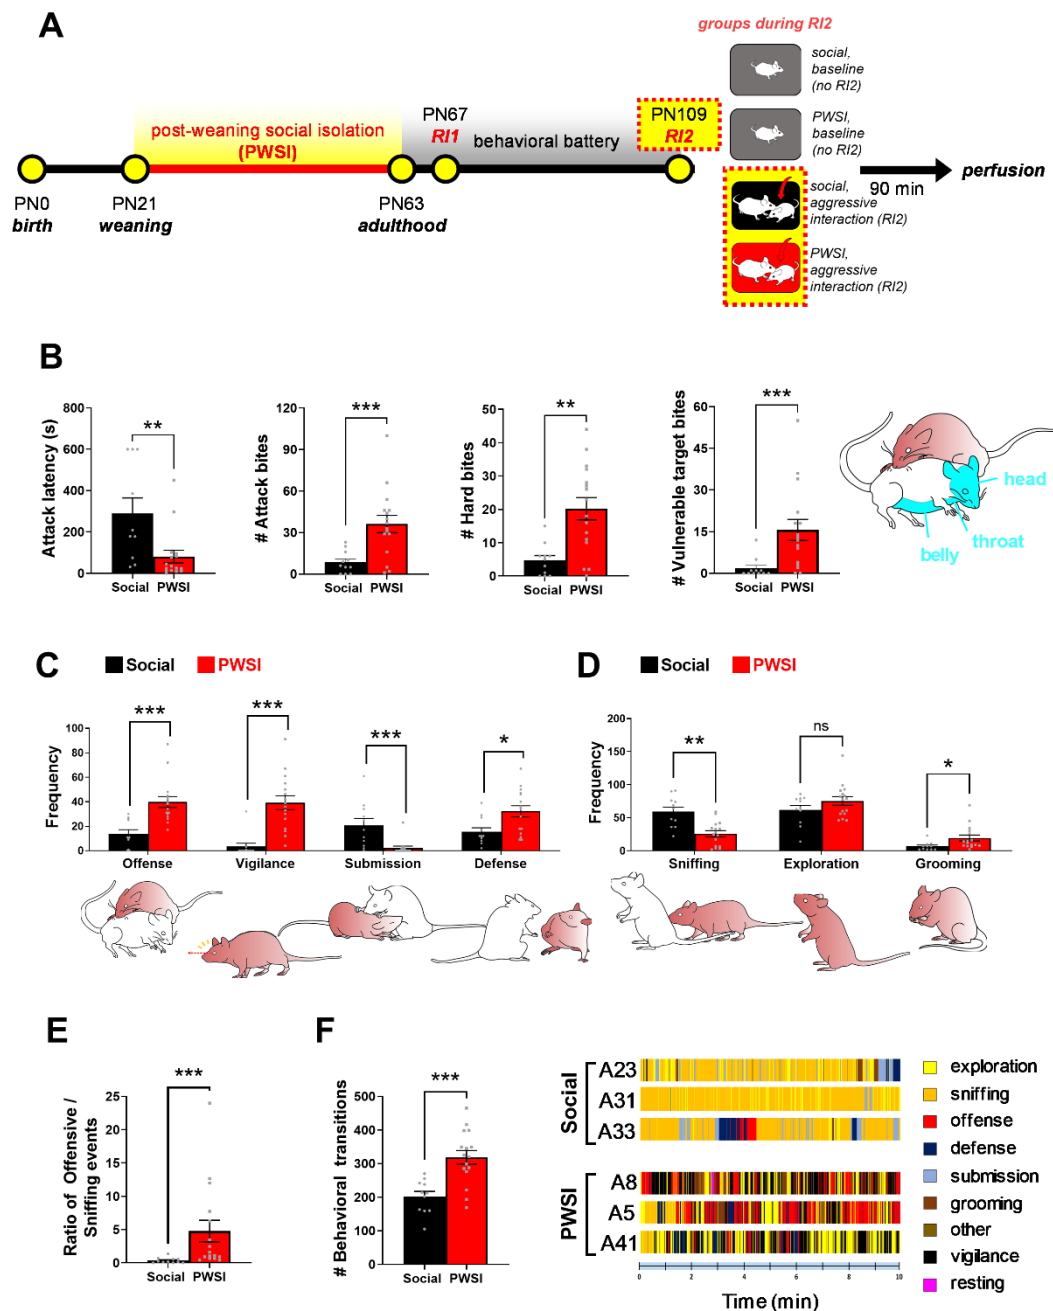 A
groups during RI2
social,
baseline
(no RI2)
PWSI,
baseline
(no RI2)
social,
aggressive
interaction (RI2)
PWSI,
aggressive
interaction (RI2)
post-weaning social isolation
(PWSI)
PN67
RI1
behavioral battery
PN109
RI2
90 min
perfusion
PN0
birth
PN21
weaning
PN63
adulthood
B
Attack latency (s)
800
600
400
200
0
**
Social PWSI
# Attack bites
120
90
60
30
0
***
Social PWSI
# Hard bites
50
40
30
20
10
0
**
Social PWSI
# Vulnerable target bites
60
45
30
15
0
***
Social PWSI
head
throat
belly
C
Social
PWSI
Frequency
100
80
60
40
20
0
***
***
***
*
Offense
Vigilance
Submission
Defense
D
Social
PWSI
Frequency
200
150
100
50
0
**
ns
*
Sniffing
Exploration
Grooming
E
Ratio of Offensive /
Sniffing events
25
20
15
10
5
0
***
Social PWSI
F
# Behavioral transitions
500
400
300
200
100
0
***
Social PWSI
Social
A23
A31
A33
PWSI
A8
A5
A41
0 2 4 6 8 10
Time (min)
exploration
sniffing
offense
defense
submission
grooming
other
vigilance
resting